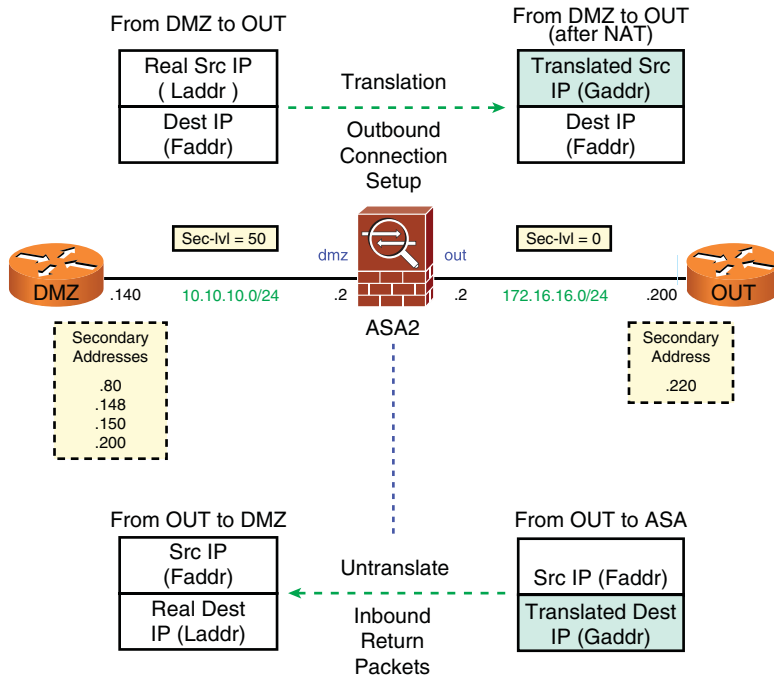 From DMZ to OUT
From DMZ to OUT
(after NAT)
Real Src IP
( Laddr )
Dest IP
(Faddr)
Translation
Outbound
Connection
Setup
Translated Src
IP (Gaddr)
Dest IP
(Faddr)
Sec-lvl = 50
dmz
out
Sec-lvl = 0
DMZ
.140
10.10.10.0/24
.2
ASA2
.2
172.16.16.0/24
.200
OUT
Secondary
Addresses
.80
.148
.150
.200
Secondary
Address
.220
From OUT to DMZ
Src IP
(Faddr)
Real Dest
IP (Laddr)
Untranslate
Inbound
Return
Packets
From OUT to ASA
Src IP (Faddr)
Translated Dest
IP (Gaddr)